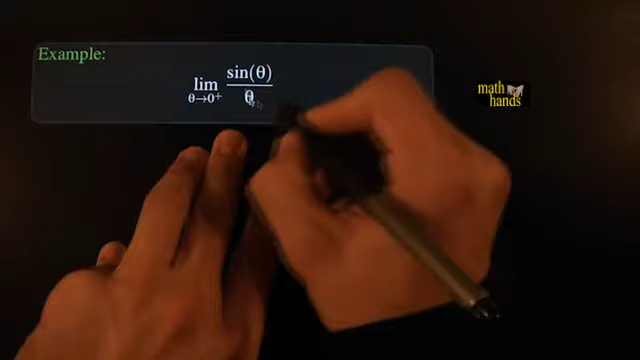 Example:
lim θ→0⁺ sin(θ)/θ
math
hands